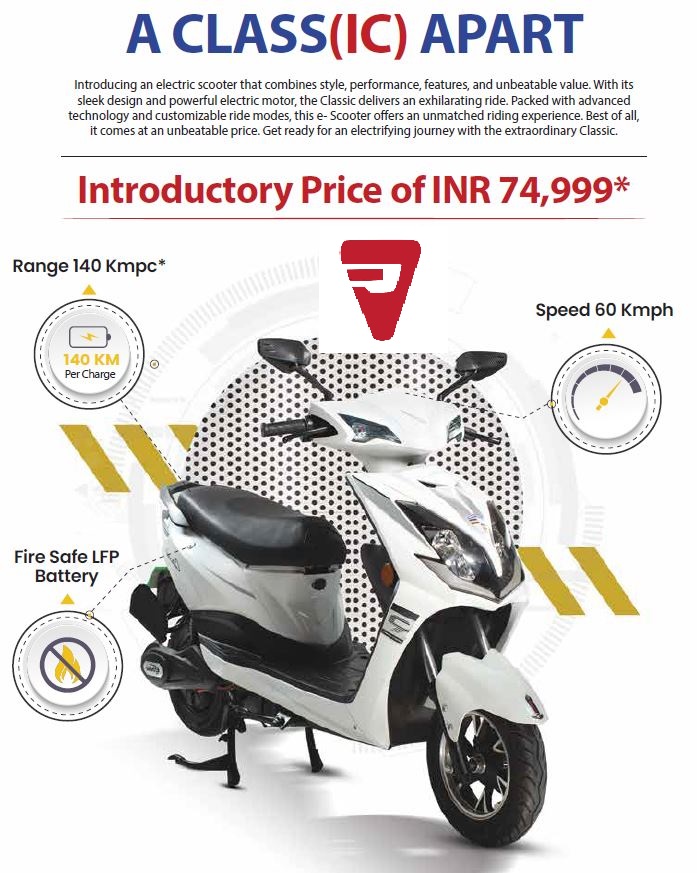 A CLASS(IC) APART
Introducing an electric scooter that combines style, performance, features, and unbeatable value. With its
sleek design and powerful electric motor, the Classic delivers an exhilarating ride. Packed with advanced
technology and customizable ride modes, this e- Scooter offers an unmatched riding experience. Best of all,
it comes at an unbeatable price. Get ready for an electrifying journey with the extraordinary Classic.
Introductory Price of INR 74,999*
Range 140 Kmpc*
Speed 60 Kmph
140 KM
Per Charge
Fire Safe LFP
Battery